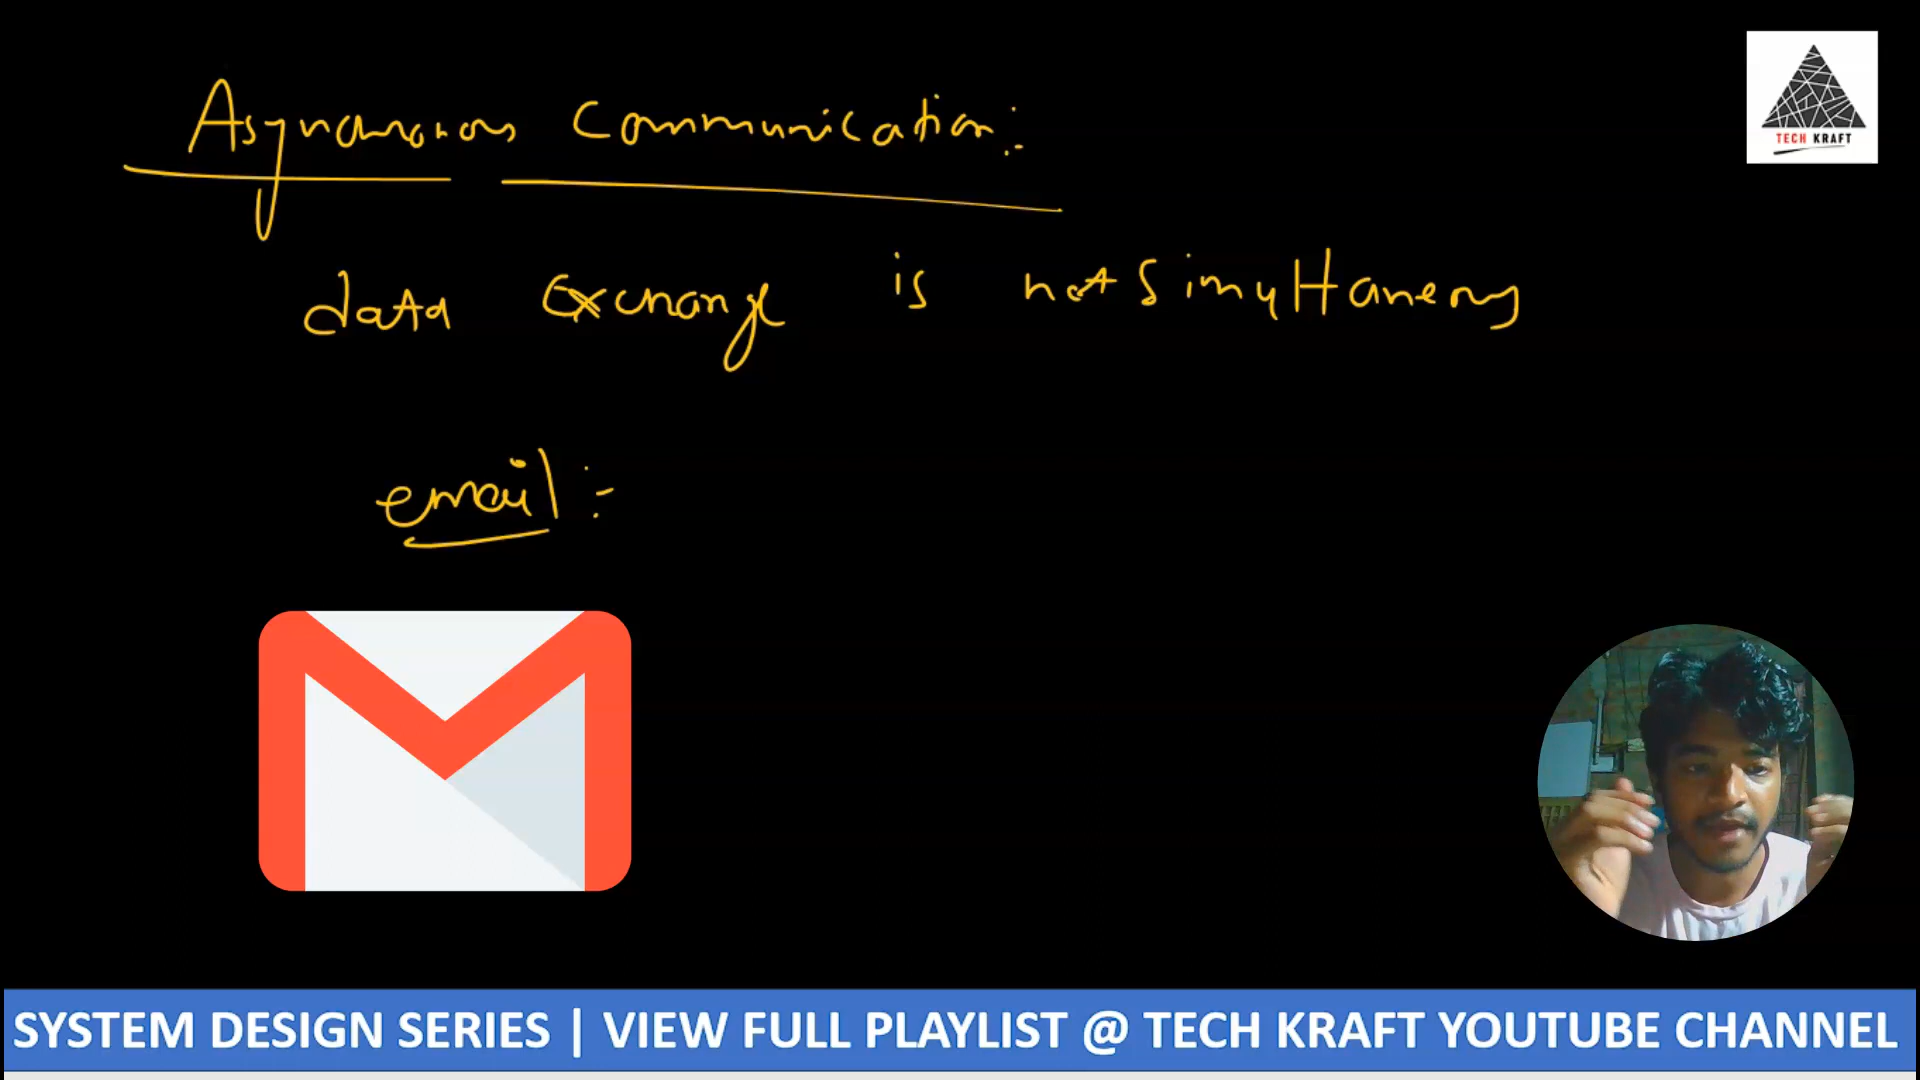 Asynchronous Communication:-
TECH KRAFT
data Exchange is not Simultaneous
email :-
SYSTEM DESIGN SERIES | VIEW FULL PLAYLIST @ TECH KRAFT YOUTUBE CHANNEL